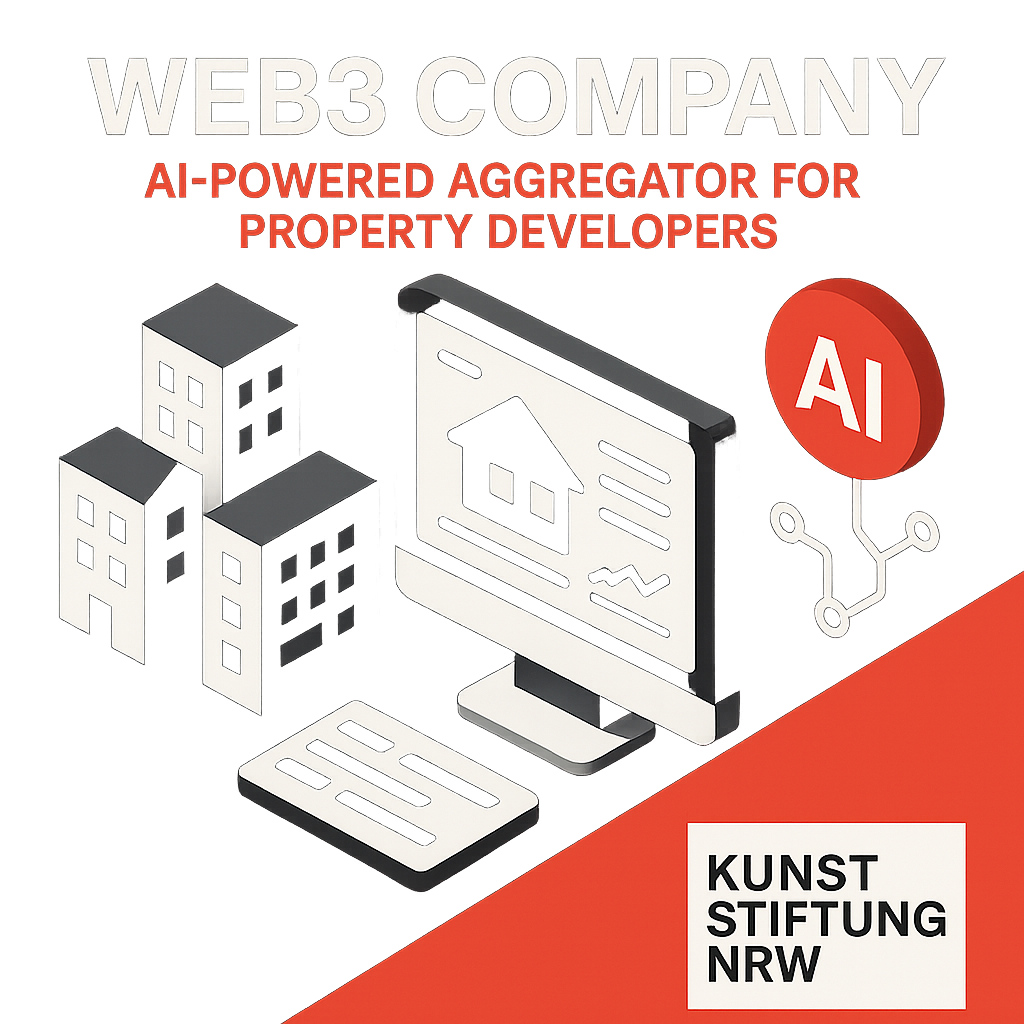 WEB3 COMPANY
AI-POWERED AGGREGATOR FOR
PROPERTY DEVELOPERS
AI
KUNST
STIFTUNG
NRW